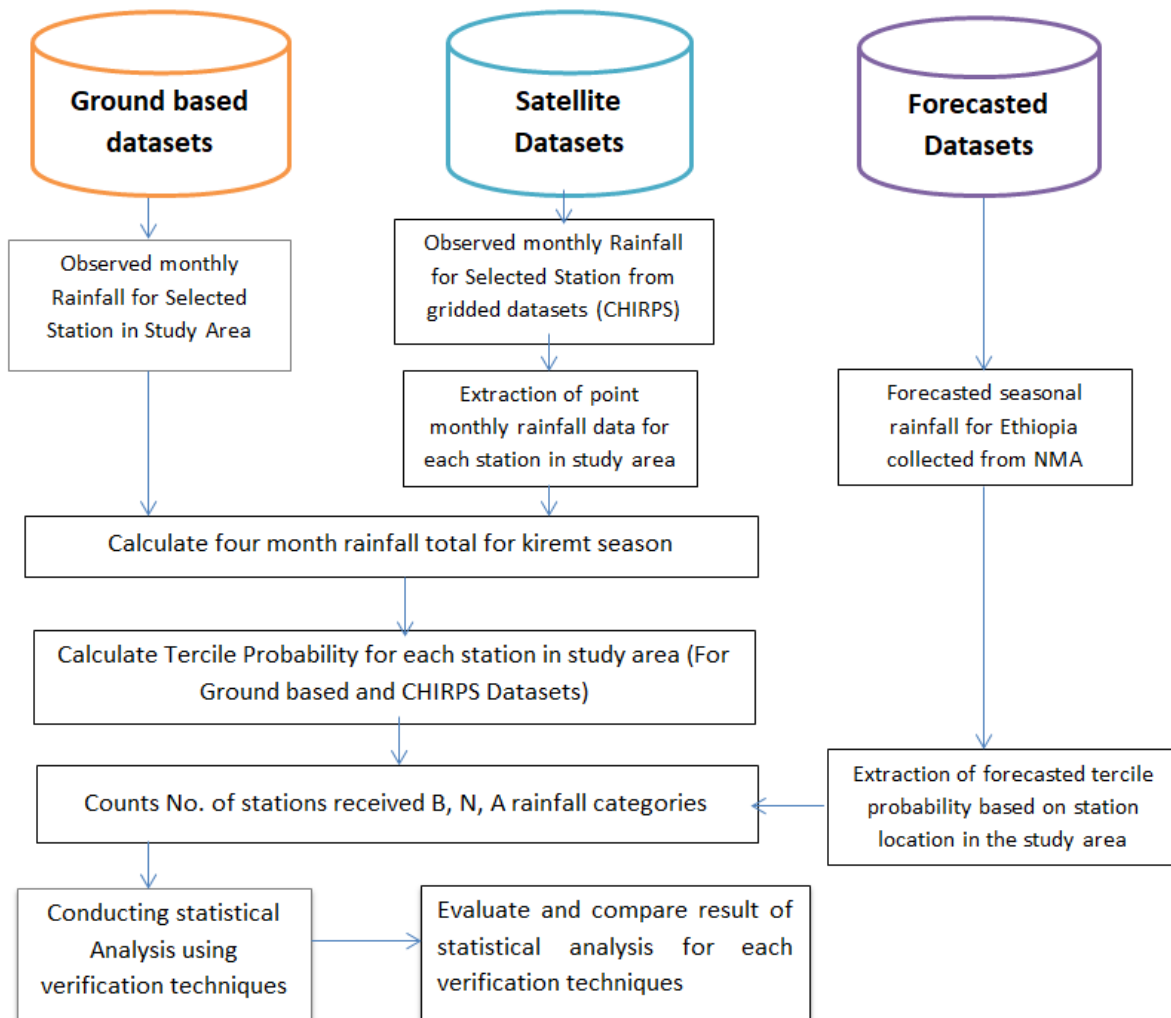 Ground based
datasets
Satellite
Datasets
Forecasted
Datasets
Observed monthly
Rainfall for Selected
Station in Study Area
Observed monthly Rainfall
for Selected Station from
gridded datasets (CHIRPS)
Extraction of point
monthly rainfall data for
each station in study area
Forecasted seasonal
rainfall for Ethiopia
collected from NMA
Calculate four month rainfall total for kiremt season
Calculate Tercile Probability for each station in study area (For
Ground based and CHIRPS Datasets)
Counts No. of stations received B, N, A rainfall categories
Extraction of forecasted tercile
probability based on station
location in the study area
Conducting statistical
Analysis using
verification techniques
Evaluate and compare result of
statistical analysis for each
verification techniques